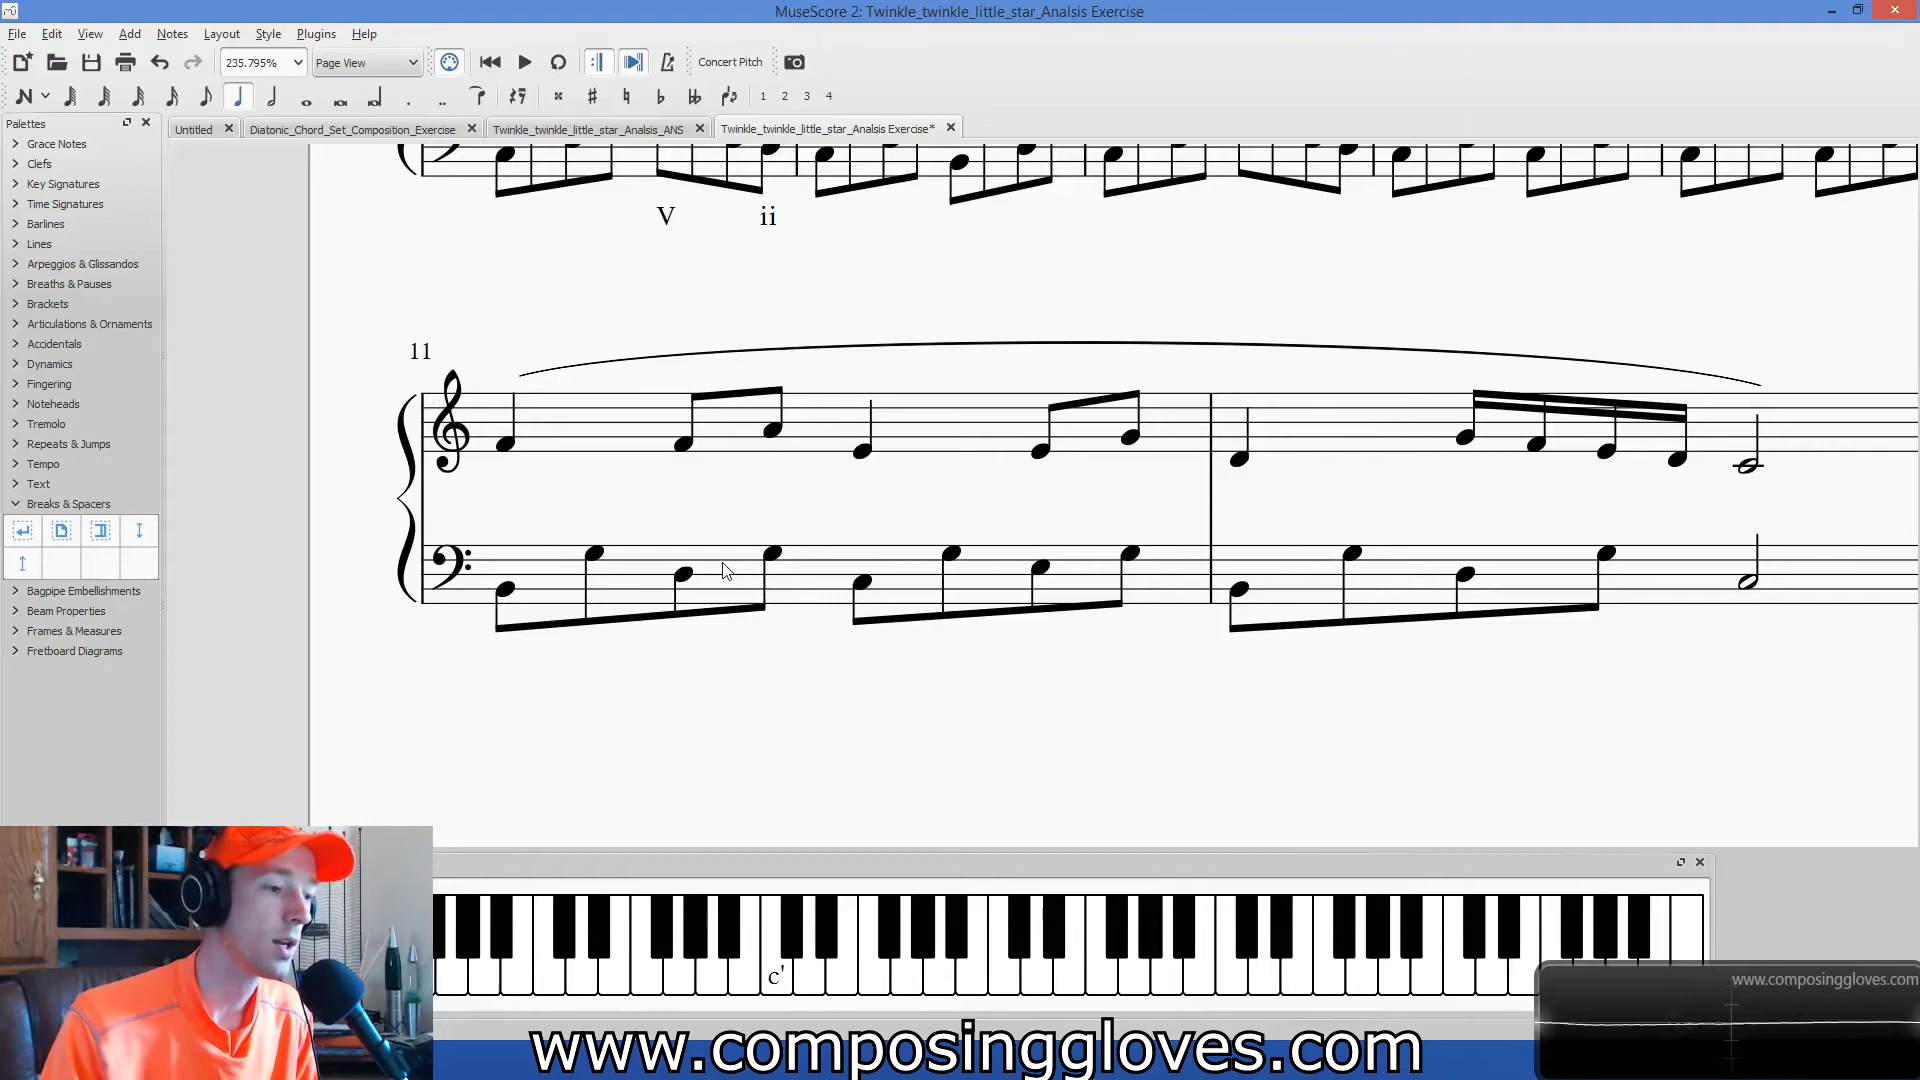 MuseScore 2: Twinkle_twinkle_little_star_Analsis Exercise
File Edit View Add Notes Layout Style Plugins Help
235.795% Page View Concert Pitch
1 2 3 4
Palettes
Untitled Diatonic_Chord_Set_Composition_Exercise Twinkle_twinkle_little_star_Analsis_ANS Twinkle_twinkle_little_star_Analsis Exercise*
Grace Notes
Clefs
Key Signatures
Time Signatures
Barlines
Lines
Arpeggios & Glissandos
Breaths & Pauses
Brackets
Articulations & Ornaments
Accidentals
Dynamics
Fingering
Noteheads
Tremolo
Repeats & Jumps
Tempo
Text
Breaks & Spacers
Bagpipe Embellishments
Beam Properties
Frames & Measures
Fretboard Diagrams
V ii
11
c'
www.composinggloves.com
www.composinggloves.com